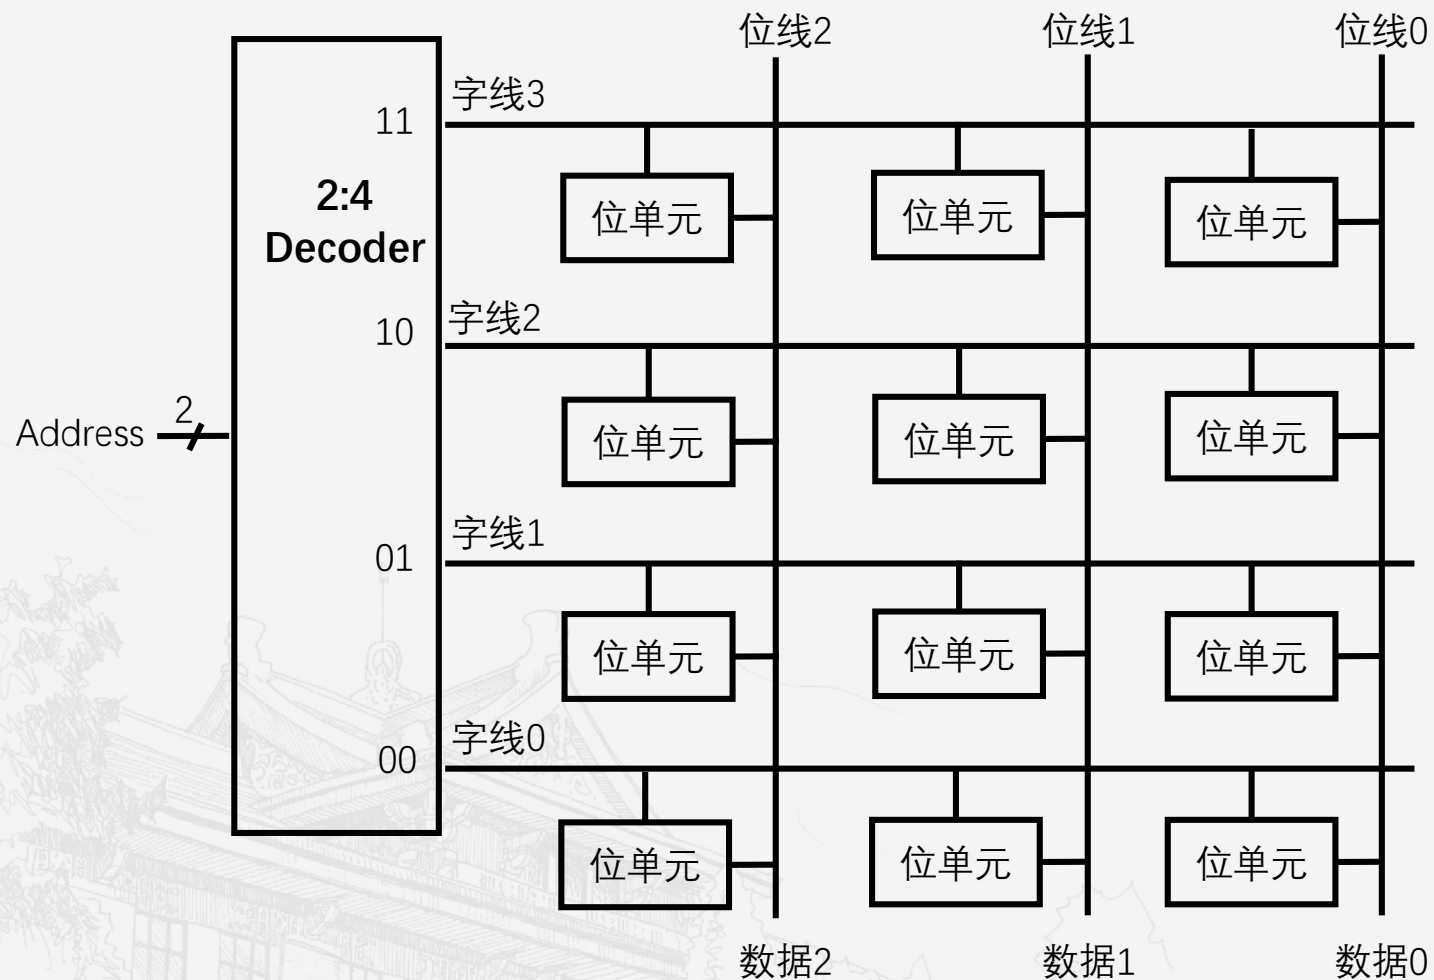 位线2
位线1
位线0
字线3
11
2:4
Decoder
位单元
位单元
位单元
字线2
10
Address
2
位单元
位单元
位单元
字线1
01
位单元
位单元
位单元
字线0
00
位单元
位单元
位单元
数据2
数据1
数据0